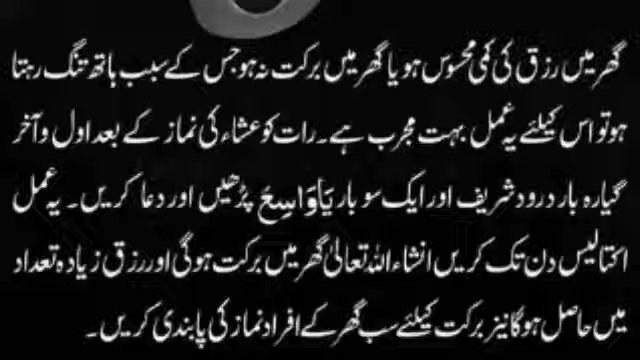 گھر میں رزق کی کمی محسوس ہو یا گھر میں برکت نہ ہو جس کے سبب ہاتھ تنگ رہتا
ہو تو اس کیلئے یہ عمل بہت مجرب ہے۔ رات کو عشاء کی نماز کے بعد اول و آخر
گیارہ بار درود شریف اور ایک سو بار یَا وَاسِعُ پڑھیں اور دعا کریں۔ یہ عمل
اکتالیس دن تک کریں انشاء اللہ تعالیٰ گھر میں برکت ہوگی اور رزق زیادہ تعداد
میں حاصل ہوگا نیز برکت کیلئے سب گھر کے افراد نماز کی پابندی کریں۔